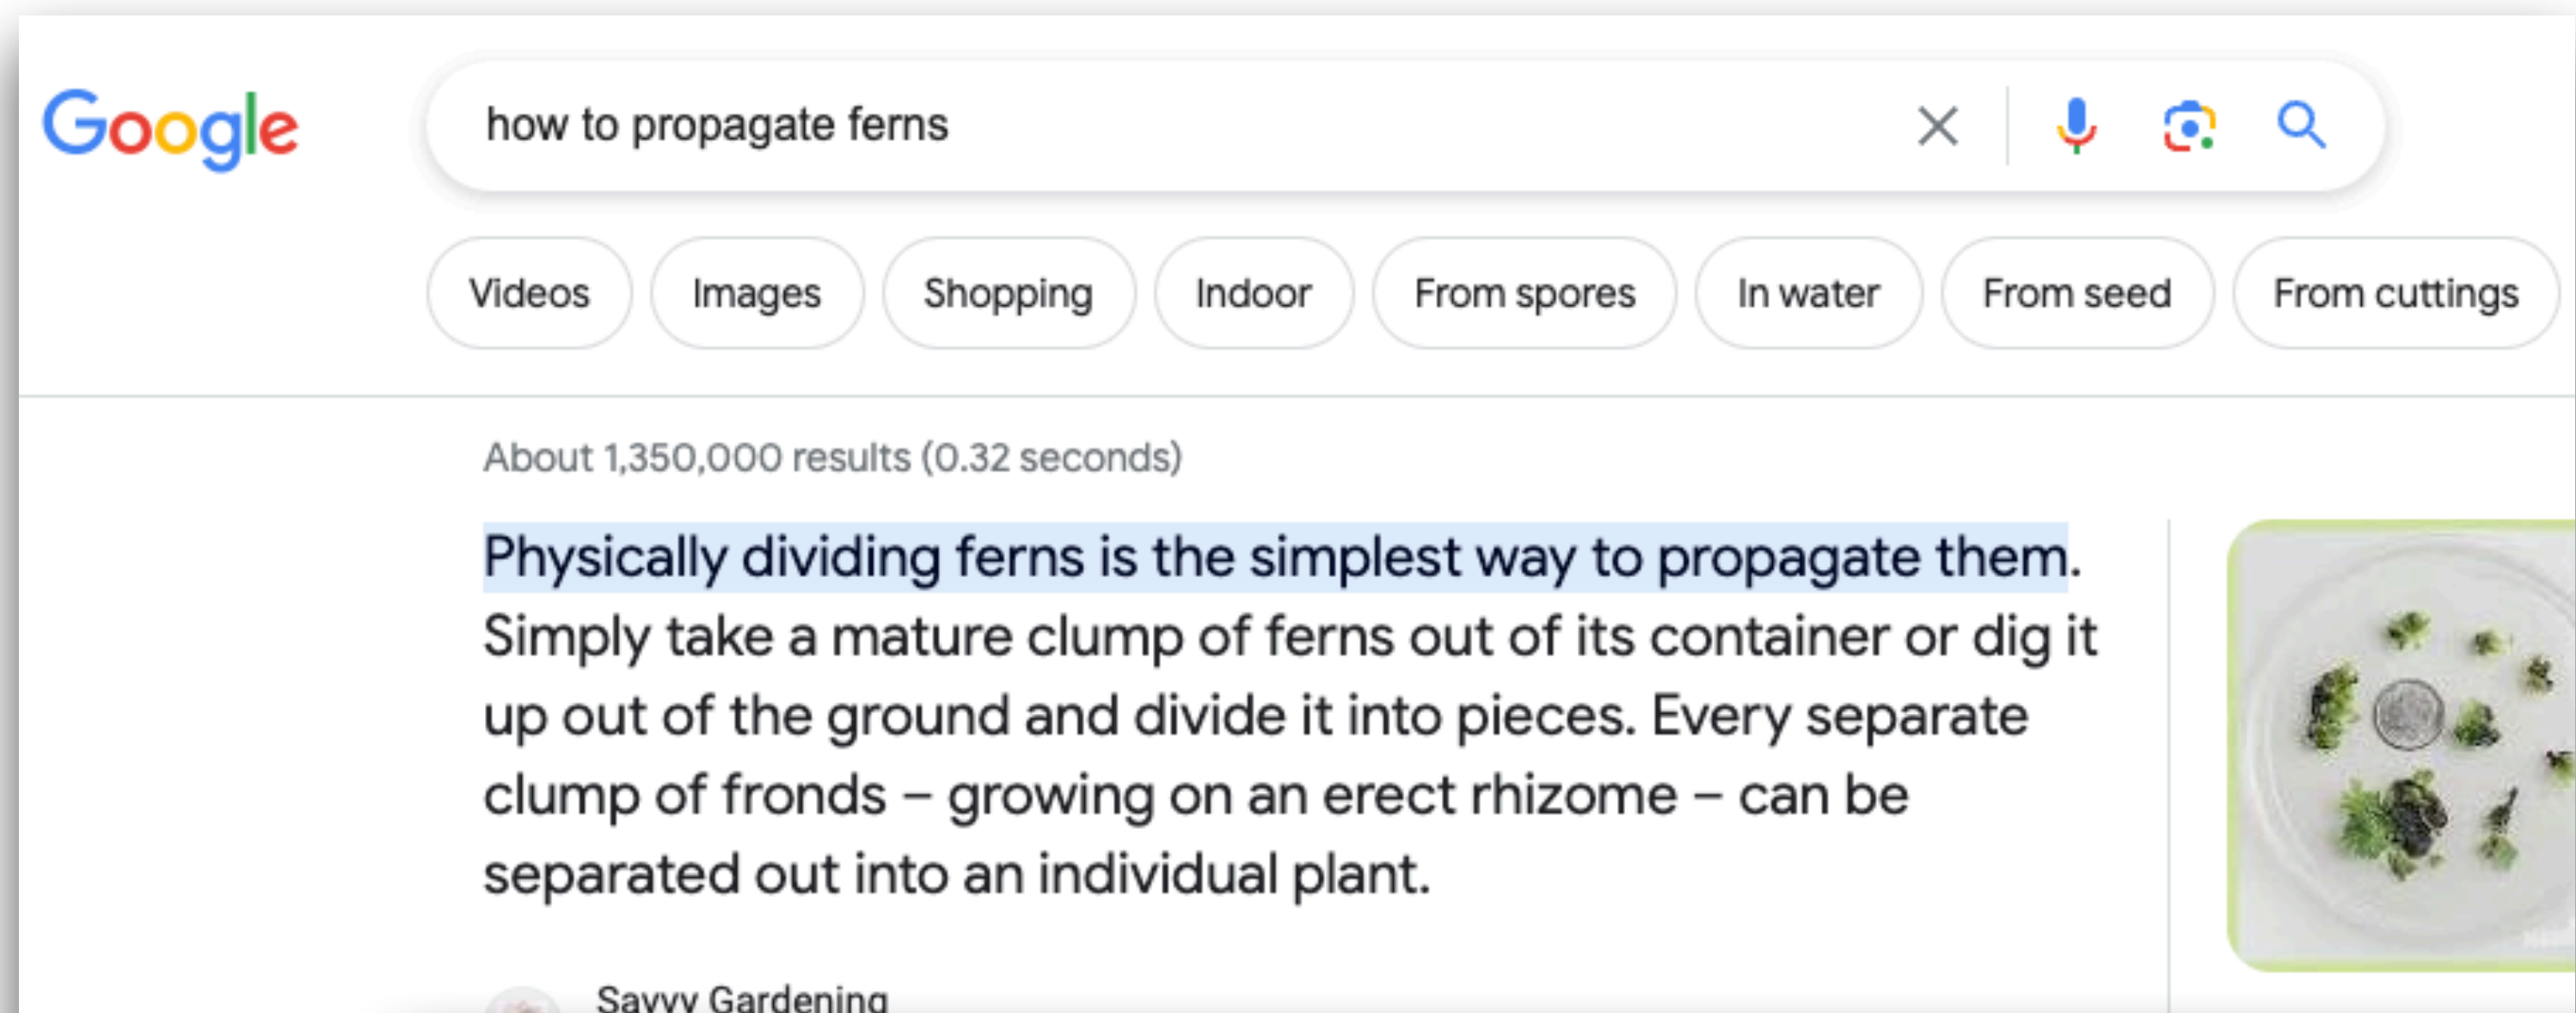 Google
how to propagate ferns
Videos Images Shopping Indoor From spores In water From seed From cuttings
About 1,350,000 results (0.32 seconds)
Physically dividing ferns is the simplest way to propagate them.
Simply take a mature clump of ferns out of its container or dig it
up out of the ground and divide it into pieces. Every separate
clump of fronds – growing on an erect rhizome – can be
separated out into an individual plant.
Savvy Gardening